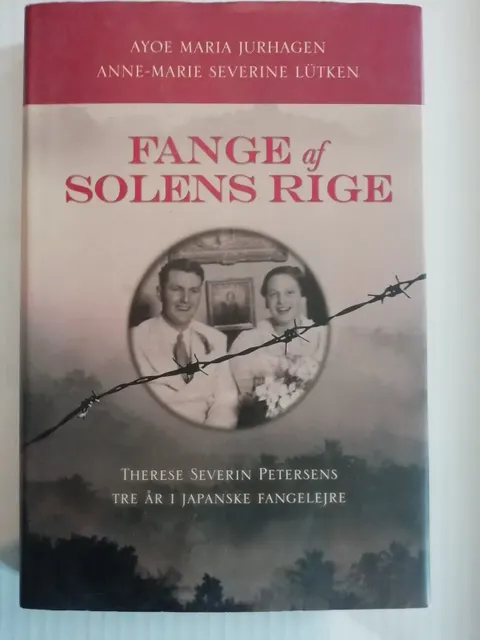 AYOE MARIA JURHAGEN
ANNE-MARIE SEVERINE LÜTKEN
FANGE af
SOLENS RIGE
THERESE SEVERIN PETERSENS
TRE ÅR I JAPANSKE FANGELEJRE